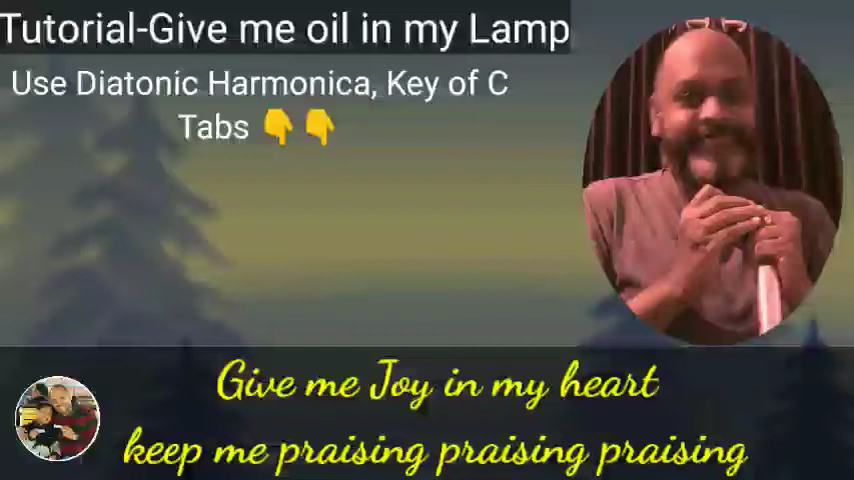 Tutorial-Give me oil in my Lamp
Use Diatonic Harmonica, Key of C
Tabs 👇 👇
Give me Joy in my heart
keep me praising praising praising